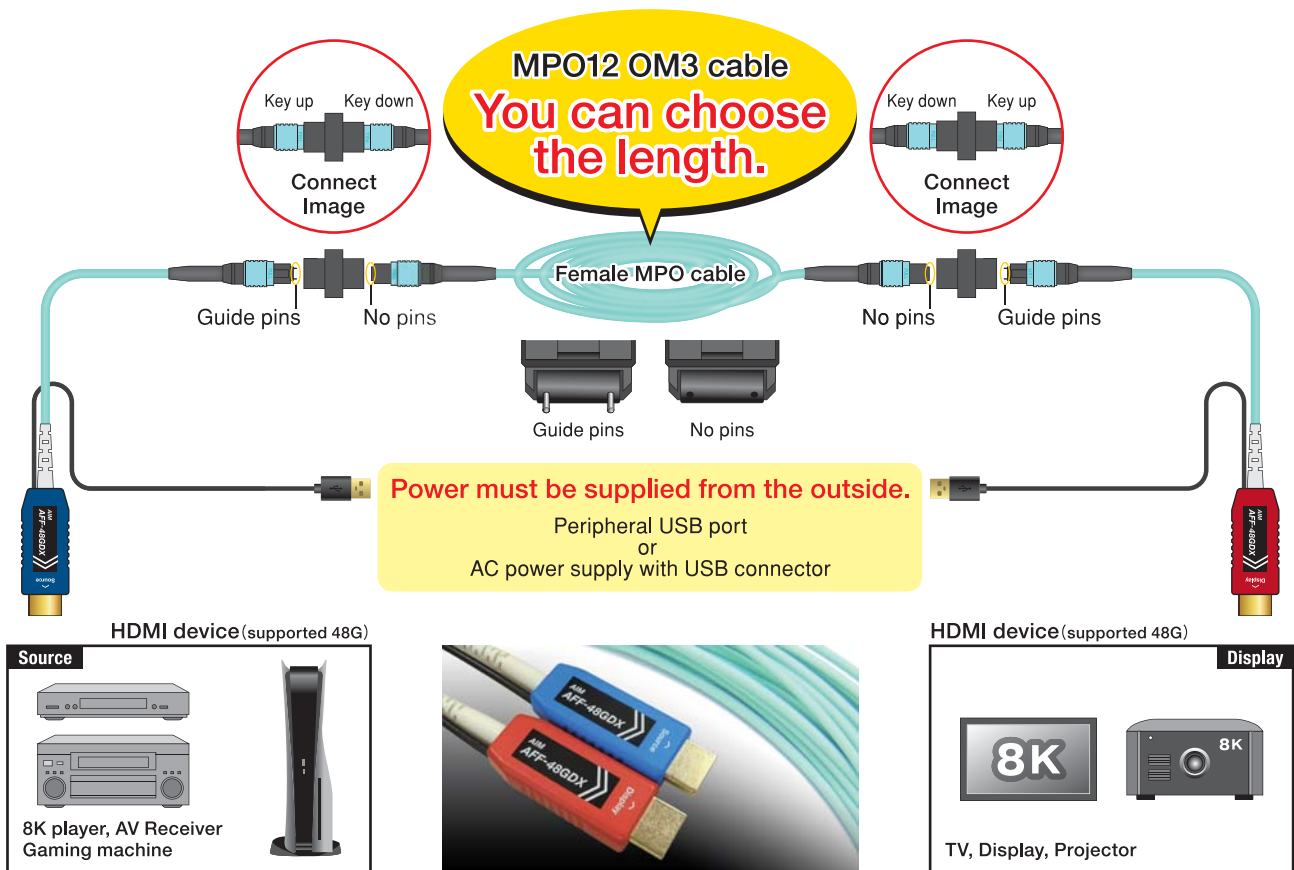 MPO12 OM3 cable
You can choose
the length.
Key up Key down
Connect
Image
Key down Key up
Connect
Image
Female MPO cable
Guide pins
No pins
No pins
Guide pins
Guide pins
No pins
Power must be supplied from the outside.
Peripheral USB port
or
AC power supply with USB connector
AIM
AFF-48GDX
Source
AIM
AFF-48GDX
Display
HDMI device(supported 48G)
Source
8K player, AV Receiver
Gaming machine
AIM
AFF-48GDX
Source
AIM
AFF-48GDX
Display
HDMI device(supported 48G)
Display
8K
8K
TV, Display, Projector